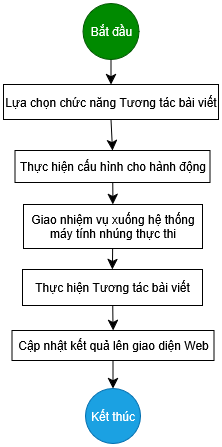 Bắt đầu
Lựa chọn chức năng Tương tác bài viết
Thực hiện cấu hình cho hành động
Giao nhiệm vụ xuống hệ thống
máy tính nhúng thực thi
Thực hiện Tương tác bài viết
Cập nhật kết quả lên giao diện Web
Kết thúc